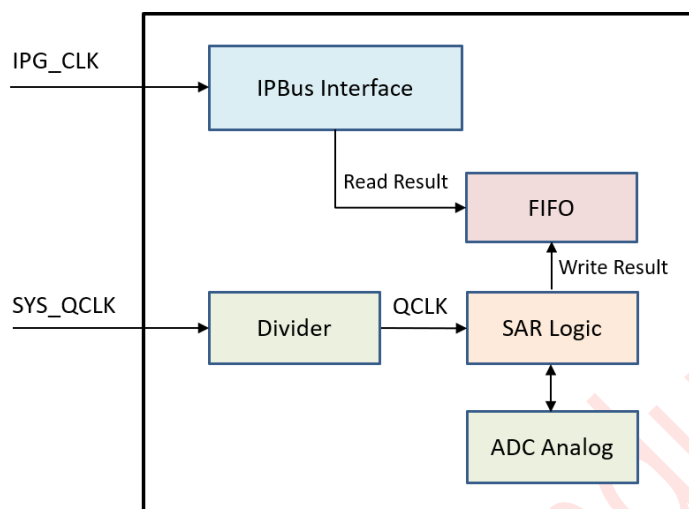 IPG_CLK
IPBus Interface
Read Result
FIFO
Write Result
SYS_QCLK
Divider
QCLK
SAR Logic
ADC Analog